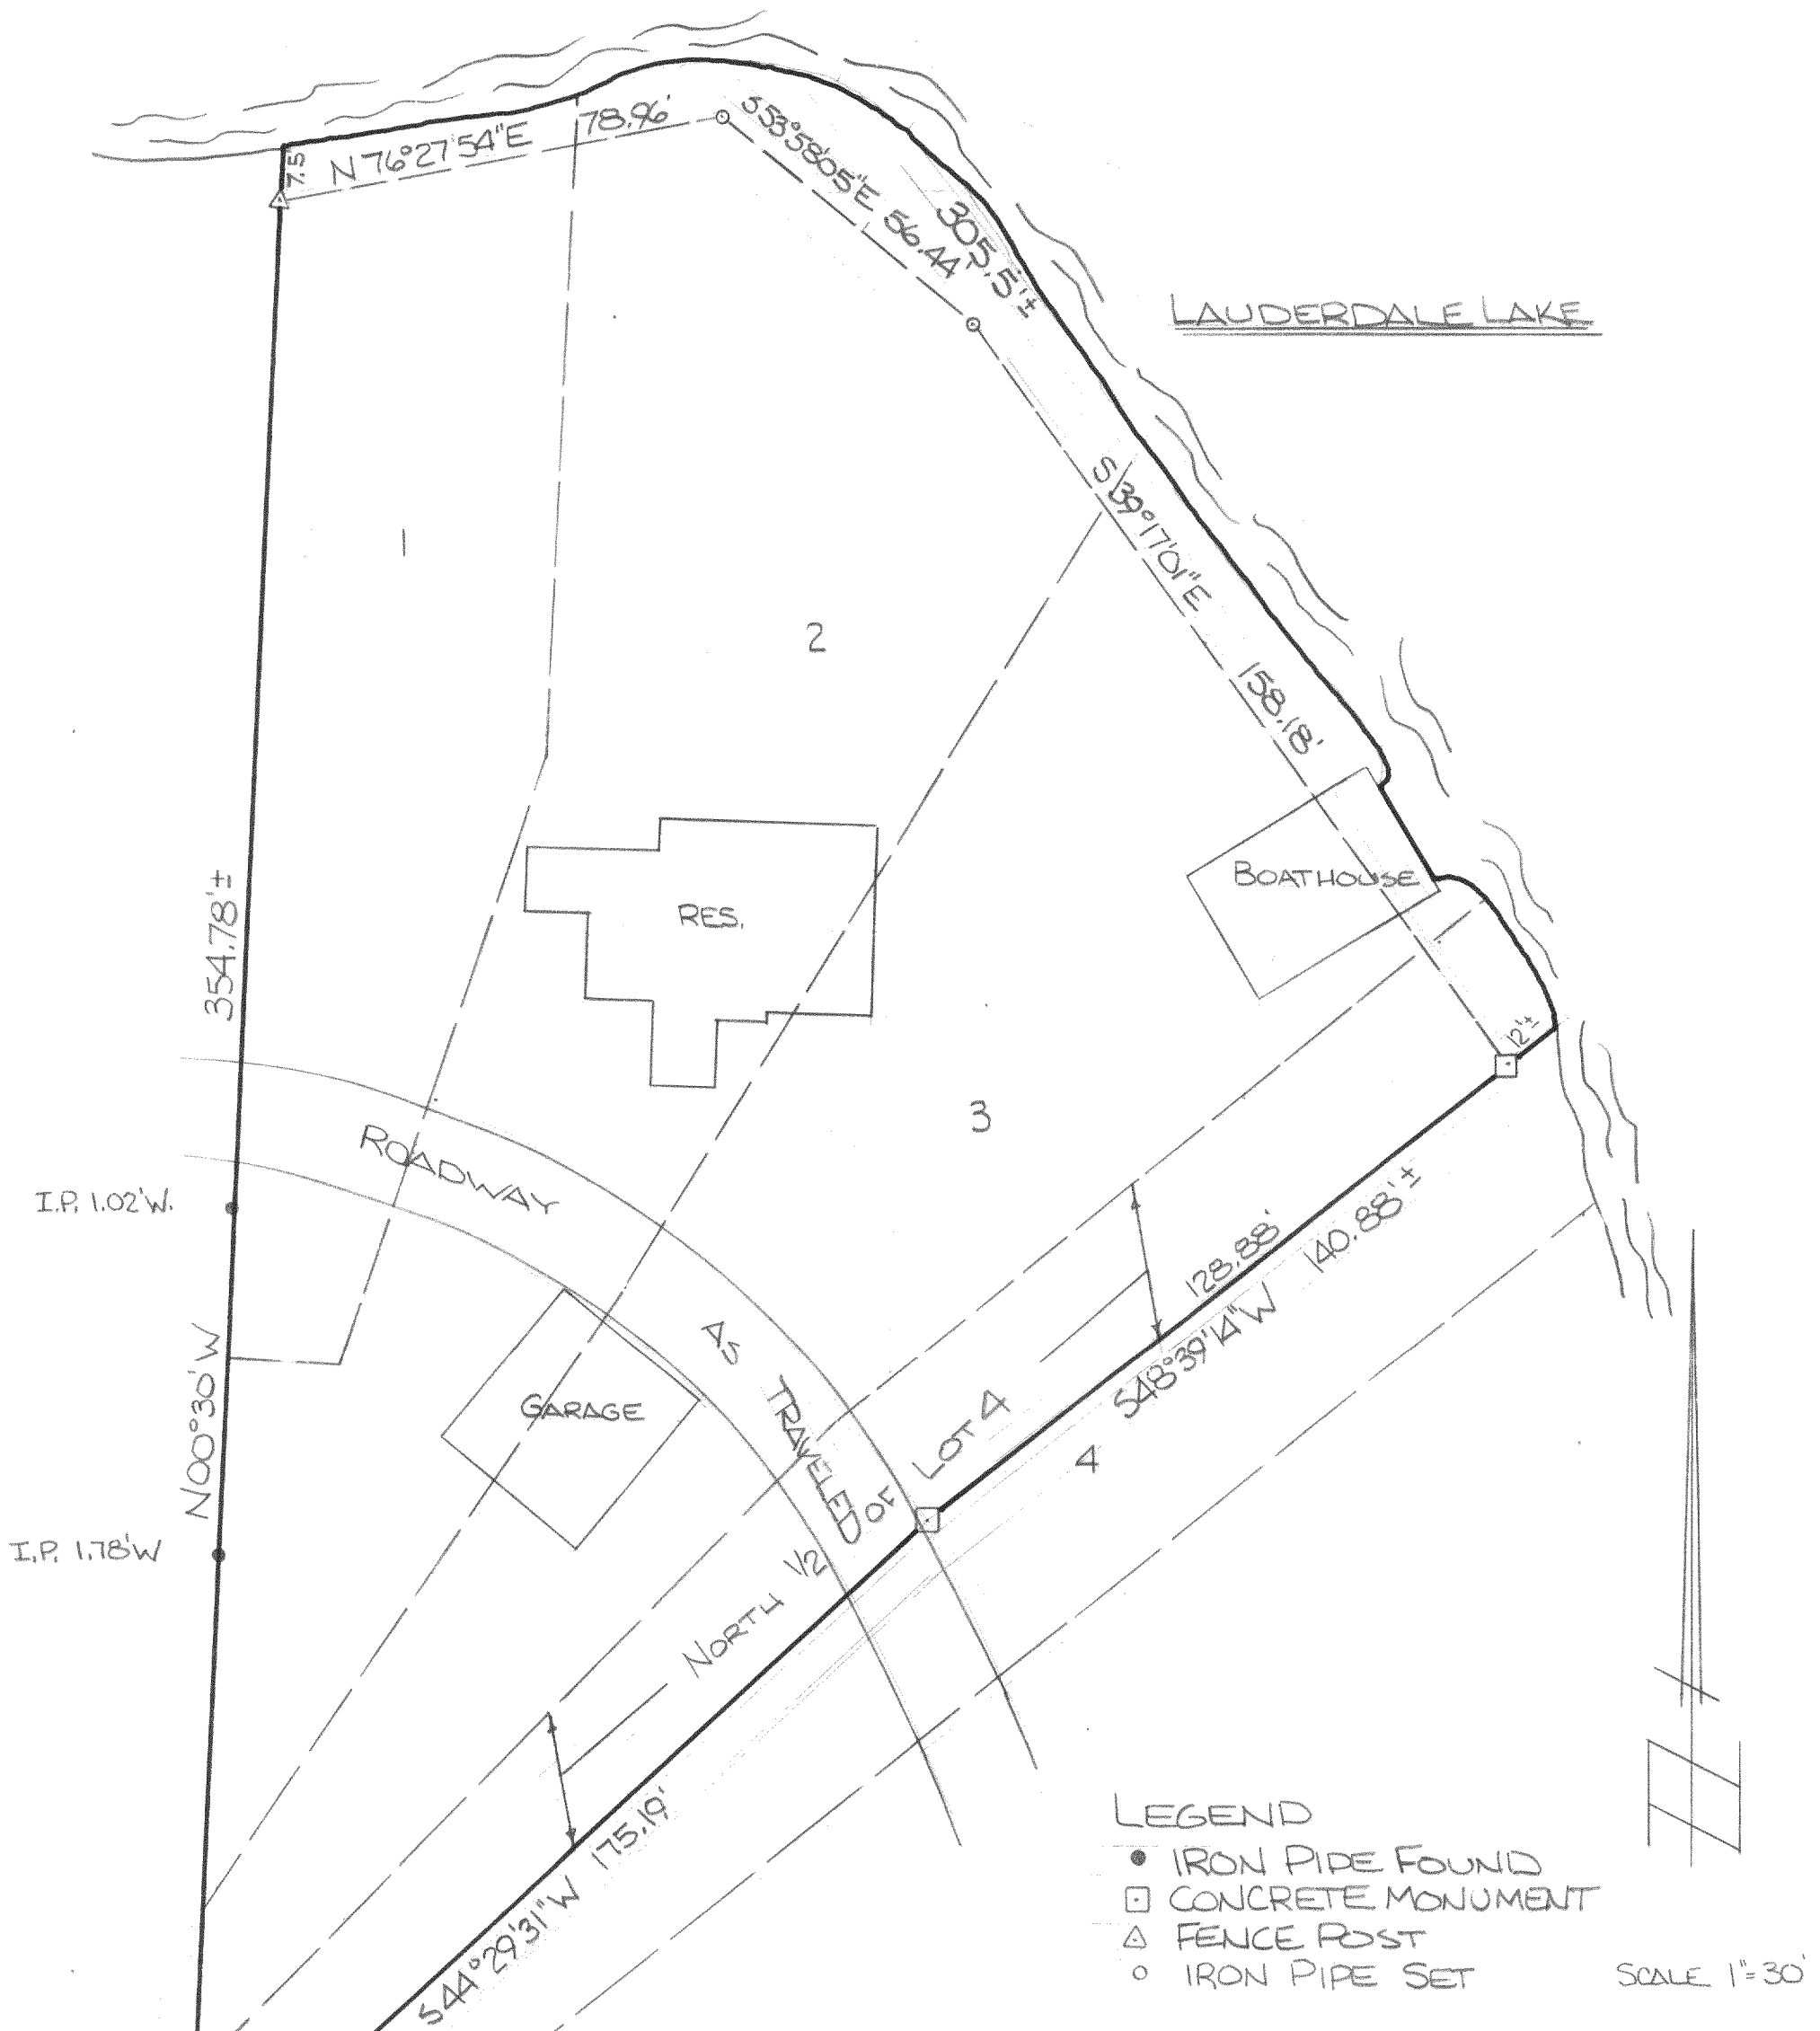 7.5'
N 76°27'54"E
78.96'
S 53°58'05"E 56.44'
305.5'±
LAUDERDALE LAKE
S 39°17'01"E
158.18'
1
2
BOATHOUSE
RES.
354.78'±
12'±
3
ROADWAY
I.P. 1.02'W.
128.88'
140.88'±
S48°39'14"W
N00°30'W
AS
TRAVELED
GARAGE
LOT 4
OF
4
I.P. 1.78'W
1/2
NORTH
175.19'
S44°29'31"W
LEGEND
IRON PIPE FOUND
CONCRETE MONUMENT
FENCE POST
IRON PIPE SET
SCALE 1"=30'
N